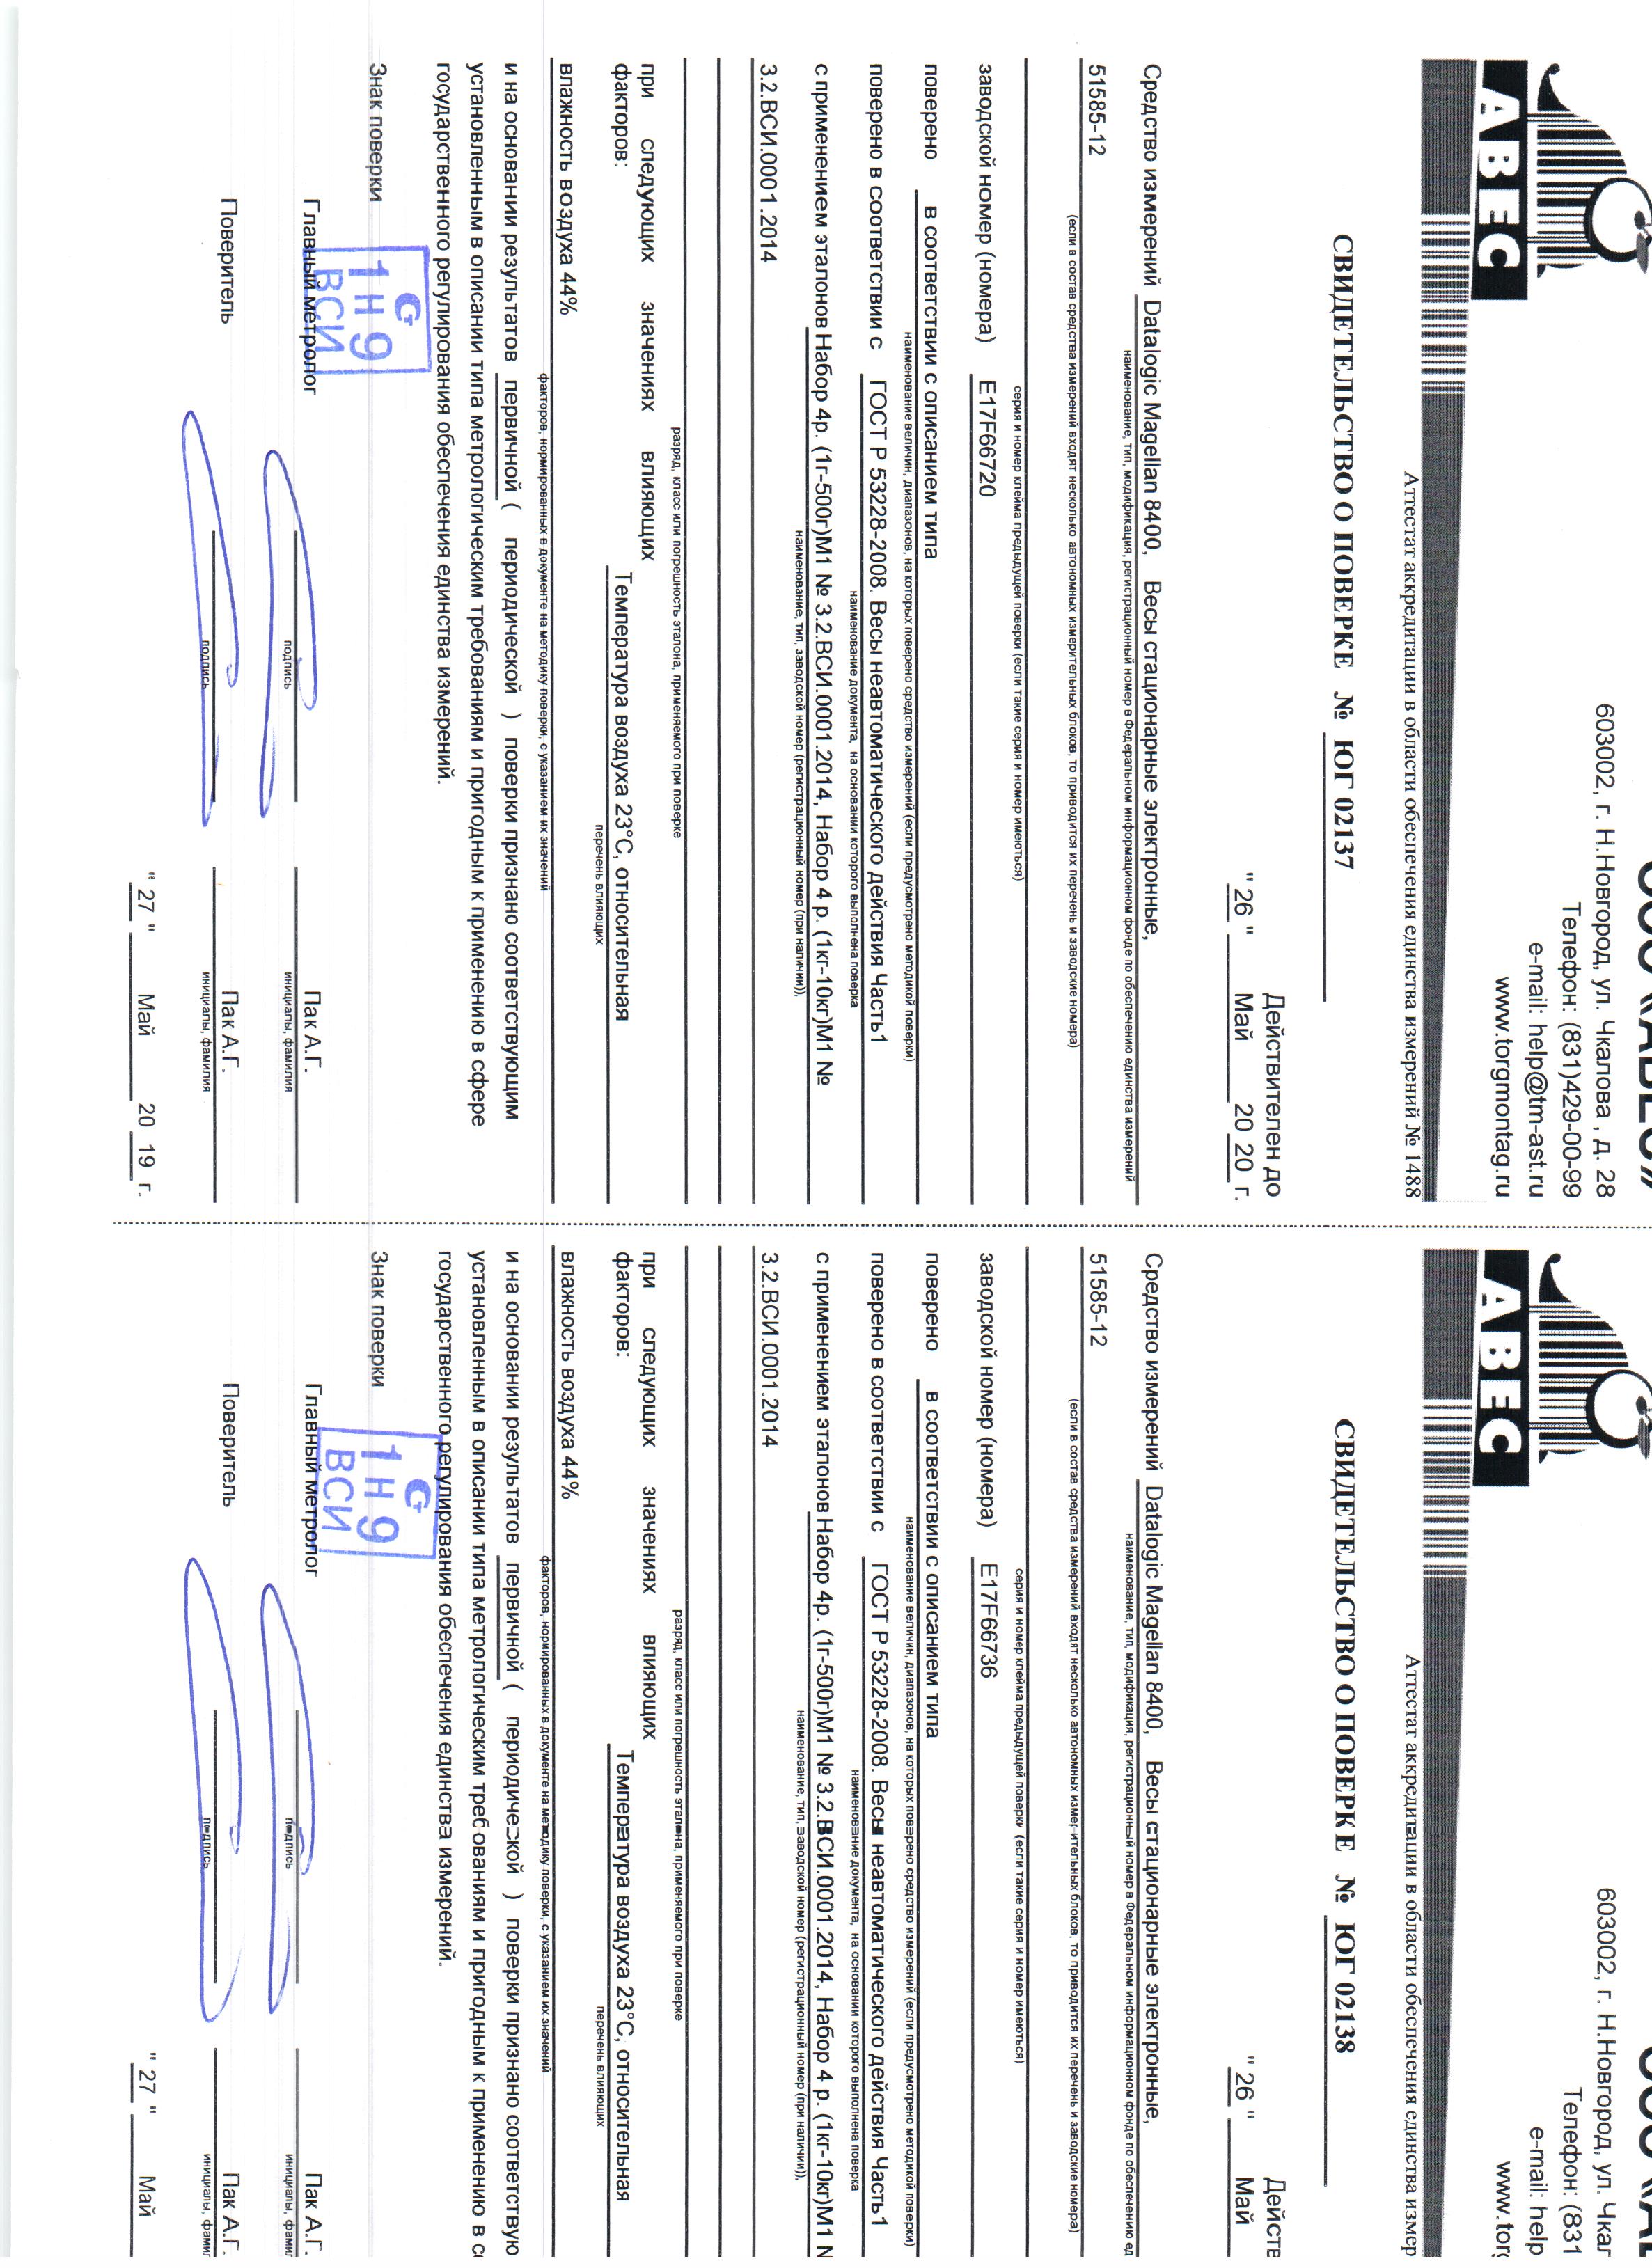 ООО «АВЕС»
603002, г. Н.Новгород, ул. Чкалова , д. 28
Телефон: (831)429-00-99
e-mail: help@tm-ast.ru
www.torgmontag.ru
АВЕС
Аттестат аккредитации в области обеспечения единства измерений № 1488
СВИДЕТЕЛЬСТВО О ПОВЕРКЕ № ЮГ 02137
Действителен до
" 26 " Май 20 20 г.
Средство измерений Datalogic Magellan 8400, Весы стационарные электронные,
наименование, тип, модификация, регистрационный номер в Федеральном информационном фонде по обеспечению единства измерений
51585-12
(если в состав средства измерений входят несколько автономных измерительных блоков, то приводится их перечень и заводские номера)
серия и номер клейма предыдущей поверки (если такие серия и номер имеются)
заводской номер (номера) E17F66720
поверено в соответствии с описанием типа
наименование величин, диапазонов, на которых поверено средство измерений (если предусмотрено методикой поверки)
поверено в соответствии с ГОСТ Р 53228-2008. Весы неавтоматического действия Часть1
наименование документа, на основании которого выполнена поверка
с применением эталонов Набор 4р. (1г-500г)М1 № 3.2.ВСИ.0001.2014, Набор 4 р. (1кг-10кг)М1 №
наименование, тип, заводской номер (регистрационный номер (при наличии)),
3.2.ВСИ.0001.2014
разряд, класс или погрешность эталона, применяемого при поверке
при следующих значениях влияющих
факторов: Температура воздуха 23°С, относительная
перечень влияющих
влажность воздуха 44%
факторов, нормированных в документе на методику поверки, с указанием их значений
и на основании результатов первичной ( периодической ) поверки признано соответствующим
установленным в описании типа метрологическим требованиям и пригодным к применению в сфере
государственного регулирования обеспечения единства измерений.
Знак поверки
1 Н 9
ВСИ
Главный метролог Пак А.Г.
подпись инициалы, фамилия
Поверитель Пак А.Г.
подпись инициалы, фамилия
" 27 " Май 20 19 г.
603002, г. Н.Новгород, ул. Чкал
Телефон: (831
e-mail: help
www.torg
АВЕС
Аттестат аккредитации в области обеспечения единства измер
СВИДЕТЕЛЬСТВО О ПОВЕРКЕ № ЮГ 02138
Действ
" 26 " Май
Средство измерений Datalogic Magellan 8400, Весы стационарные электронные,
наименование, тип, модификация, регистрационный номер в Федеральном информационном фонде по обеспечению ед
51585-12
(если в состав средства измерений входят несколько автономных измерительных блоков, то приводится их перечень и заводские номера)
серия и номер клейма предыдущей поверки (если такие серия и номер имеются)
заводской номер (номера) E17F66736
поверено в соответствии с описанием типа
наименование величин, диапазонов, на которых поверено средство измерений (если предусмотрено методикой поверки)
поверено в соответствии с ГОСТ Р 53228-2008. Весы неавтоматического действия Часть1
наименование документа, на основании которого выполнена поверка
с применением эталонов Набор 4р. (1г-500г)М1 № 3.2.ВСИ.0001.2014, Набор 4 р. (1кг-10кг)М1 №
наименование, тип, заводской номер (регистрационный номер (при наличии)),
3.2.ВСИ.0001.2014
разряд, класс или погрешность эталона, применяемого при поверке
при следующих значениях влияющих
факторов: Температура воздуха 23°С, относительная
перечень влияющих
влажность воздуха 44%
факторов, нормированных в документе на методику поверки, с указанием их значений
и на основании результатов первичной ( периодической ) поверки признано соответствую
установленным в описании типа метрологическим требованиям и пригодным к применению в с
государственного регулирования обеспечения единства измерений.
Знак поверки
1 Н 9
ВСИ
Главный метролог Пак А.Г.
подпись инициалы, фами
Поверитель Пак А.Г.
подпись инициалы, фами
" 27 " Май